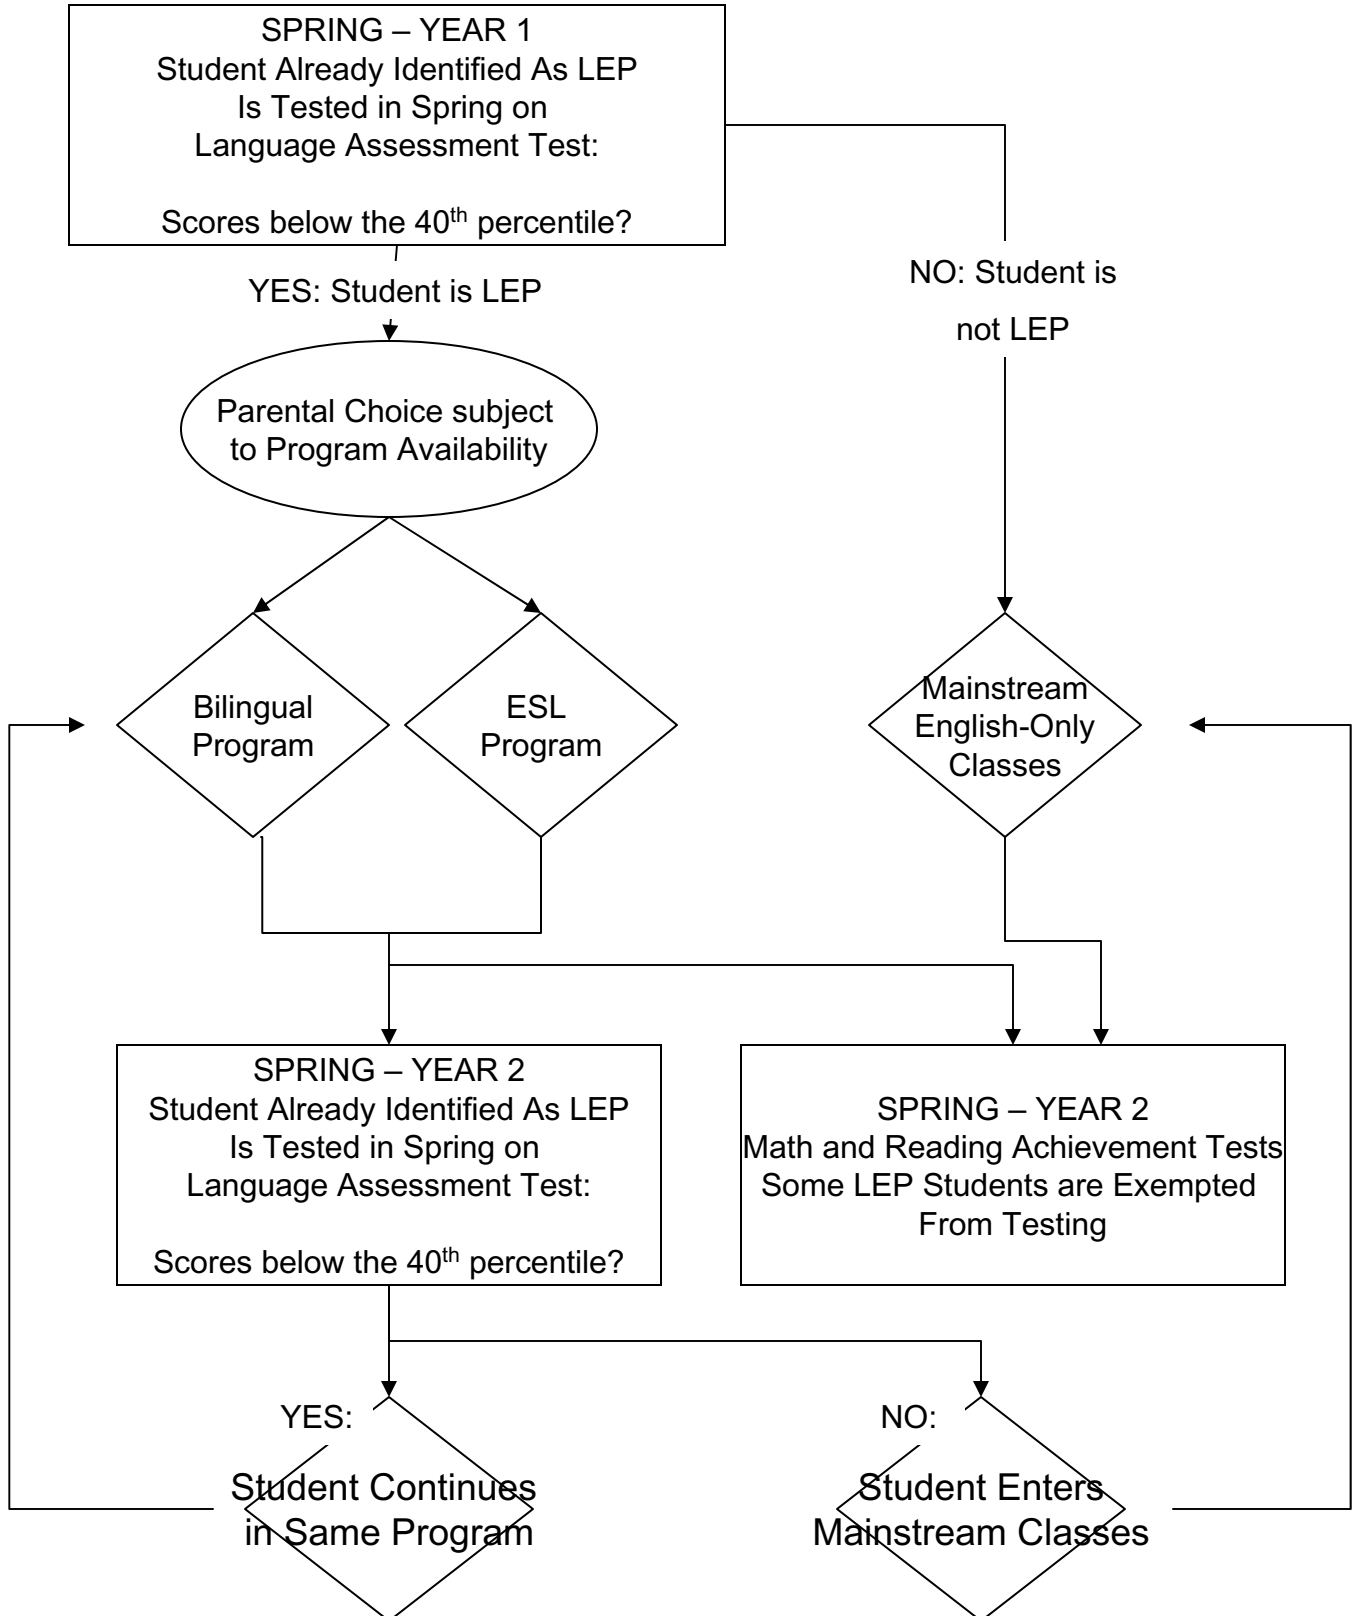 SPRING – YEAR 1
Student Already Identified As LEP
Is Tested in Spring on
Language Assessment Test:
Scores below the 40th percentile?
YES: Student is LEP
NO: Student is
not LEP
Parental Choice subject
to Program Availability
Bilingual
Program
ESL
Program
Mainstream
English-Only
Classes
SPRING – YEAR 2
Student Already Identified As LEP
Is Tested in Spring on
Language Assessment Test:
Scores below the 40th percentile?
SPRING – YEAR 2
Math and Reading Achievement Tests
Some LEP Students are Exempted
From Testing
YES:
Student Continues
in Same Program
NO:
Student Enters
Mainstream Classes